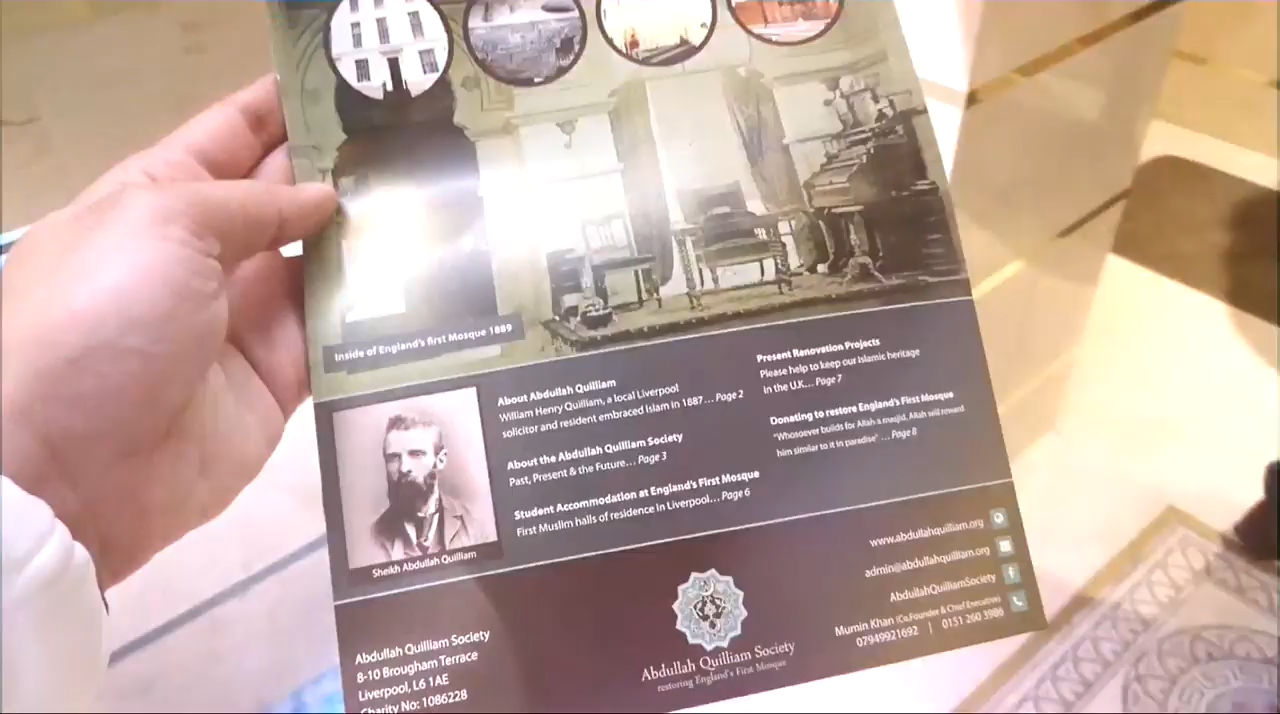 Inside of England's first Mosque 1889
Sheikh Abdullah Quilliam
About Abdullah Quilliam
William Henry Quilliam, a local Liverpool
solicitor and resident embraced Islam in 1887... Page 2
About the Abdullah Quilliam Society
Past, Present & the Future... Page 3
Student Accommodation at England's First Mosque
First Muslim halls of residence in Liverpool... Page 6
Present Renovation Projects
Please help to keep our Islamic heritage
in the U.K... Page 7
Donating to restore England's First Mosque
"Whosoever builds for Allah a masjid, Allah will reward
him similar to it in paradise" ... Page 8
Abdullah Quilliam Society
8-10 Brougham Terrace
Liverpool, L6 1AE
Charity No: 1086228
Abdullah Quilliam Society
restoring England's First Mosque
www.abdullahquilliam.org
admin@abdullahquilliam.org
AbdullahQuilliamSociety
Mumin Khan (Co.Founder & Chief Executive)
07949921692 | 0151 260 3986